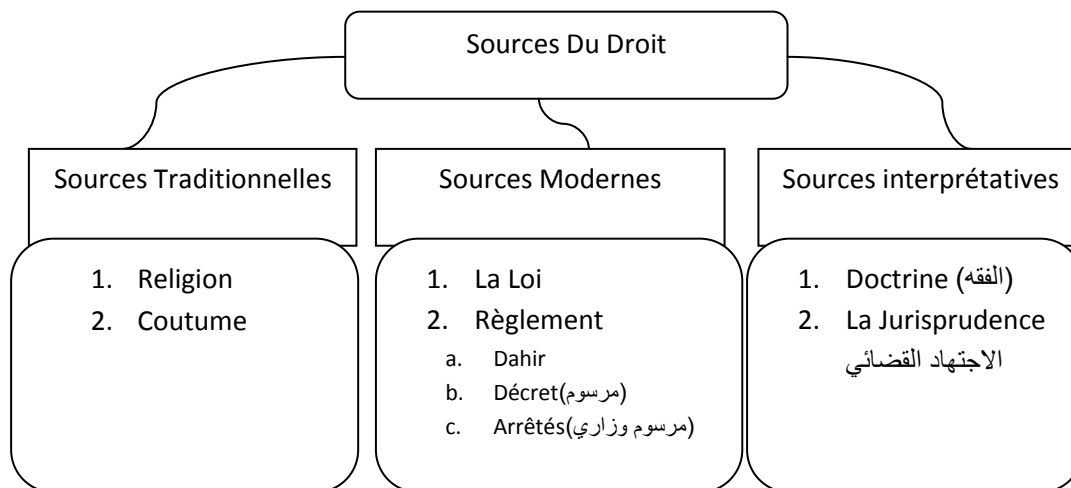 Sources Du Droit
Sources Traditionnelles
1. Religion
2. Coutume
Sources Modernes
1. La Loi
2. Règlement
a. Dahir
b. Décret(مرسوم)
c. Arrêtés(مرسوم وزاري)
Sources interprétatives
1. Doctrine (الفقه)
2. La Jurisprudence
الاجتهاد القضائي